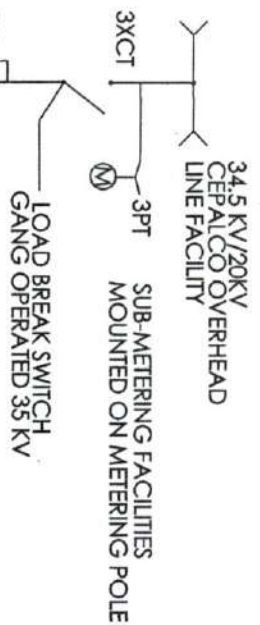 34.5 KV/20KV
CEPALCO OVERHEAD
LINE FACILITY
3XCT
3PT
M
SUB-METERING FACILITIES
MOUNTED ON METERING POLE
LOAD BREAK SWITCH
GANG OPERATED 35 KV